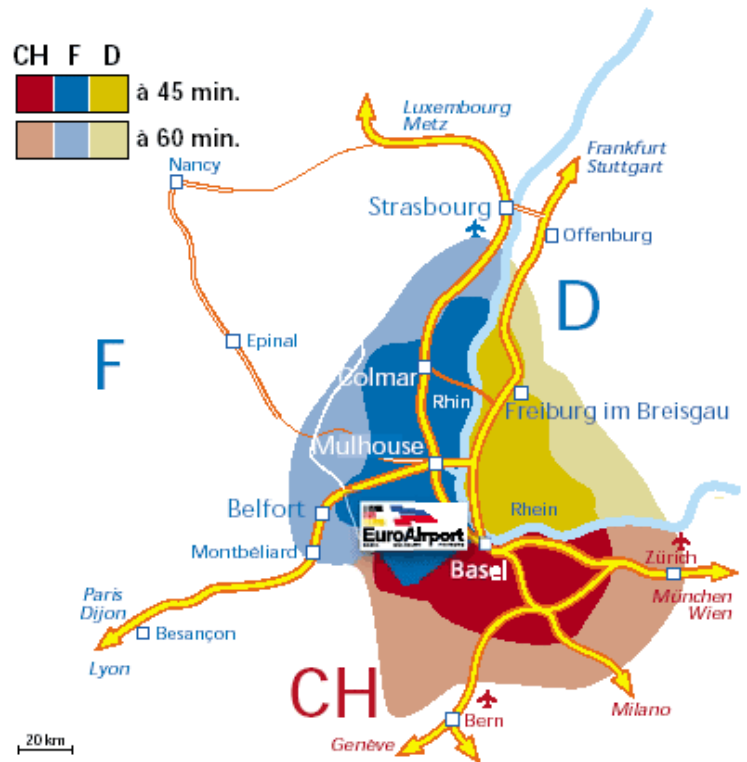 CH F D
à 45 min.
à 60 min.
Luxembourg
Metz
Frankfurt
Stuttgart
Nancy
Strasbourg
Offenburg
D
F
Epinal
Colmar
Rhin
Freiburg im Breisgau
Mulhouse
Belfort
Rhein
EuroAirport
Montbéliard
Basel
Zürich
München
Wien
Paris
Dijon
Besançon
Lyon
CH
Milano
Bern
Genève
20 km